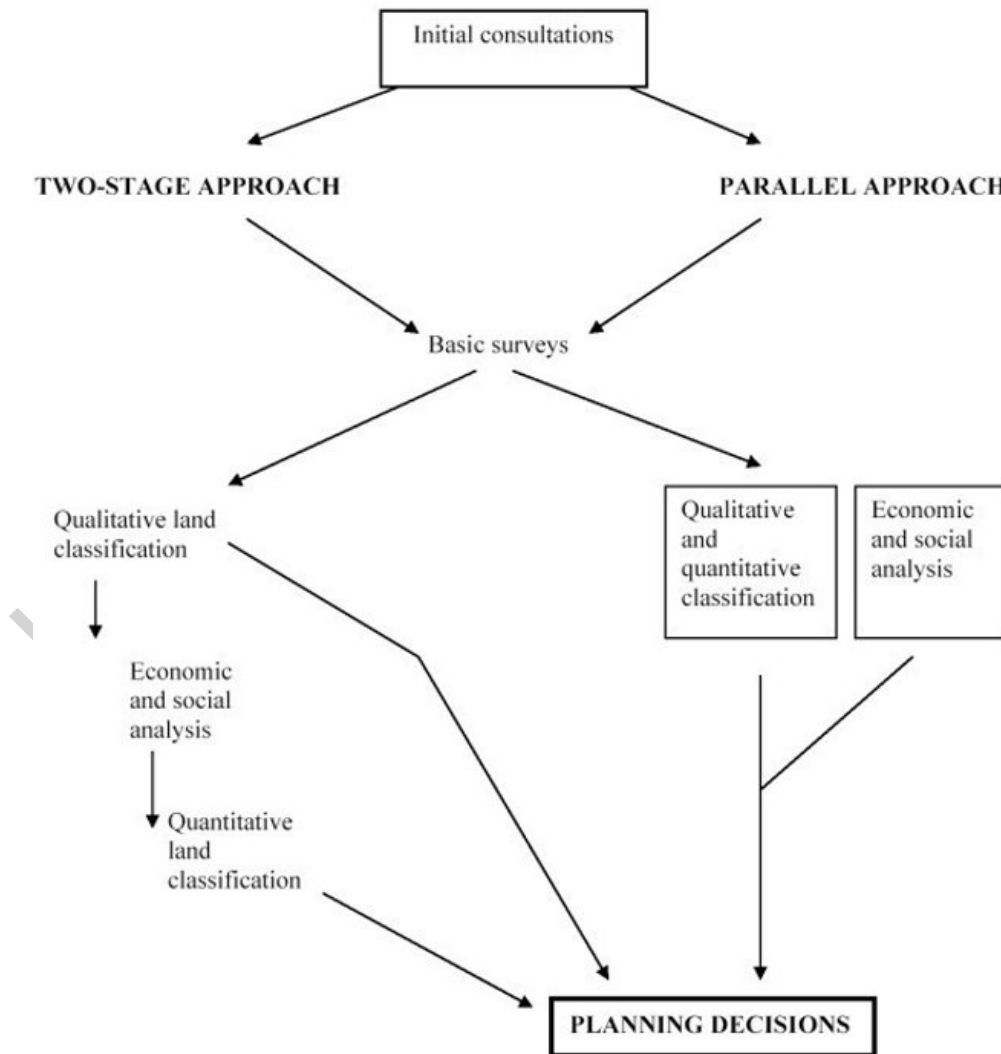 Initial consultations
TWO-STAGE APPROACH
PARALLEL APPROACH
Basic surveys
Qualitative land
classification
Qualitative
and
quantitative
classification
Economic
and social
analysis
Economic
and social
analysis
Quantitative
land
classification
PLANNING DECISIONS